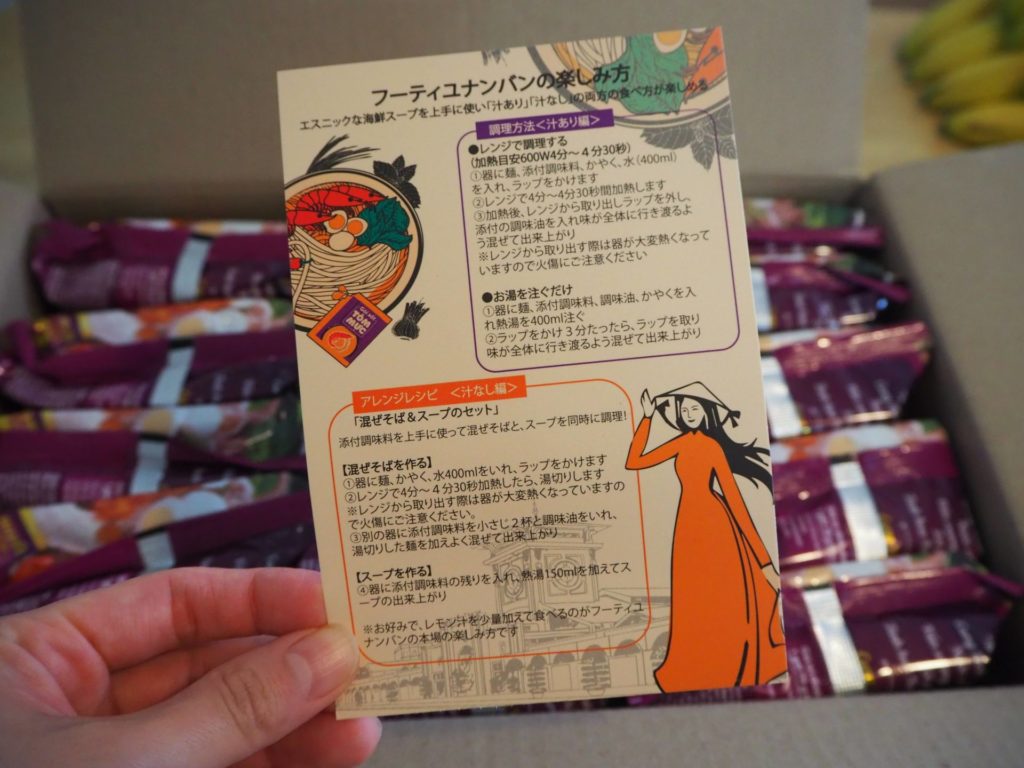 フーティユナンバンの楽しみ方
エスニックな海鮮スープを上手に使い「汁あり」「汁なし」の両方の食べ方が楽しめる
調理方法<汁あり編>
●レンジで調理する
(加熱目安600W4分～４分30秒)
①器に麺、添付調味料、かやく、水(400ml)
を入れ、ラップをかけます
②レンジで4分～4分30秒間加熱します
③加熱後、レンジから取り出しラップを外し、
添付の調味油を入れ味が全体に行き渡るよ
う混ぜて出来上がり
※レンジから取り出す際は器が大変熱くなって
いますので火傷にご注意ください
●お湯を注ぐだけ
①器に麺、添付調味料、調味油、かやくを入
れ熱湯を400ml注ぐ
②ラップをかけ３分たったら、ラップを取り
味が全体に行き渡るよう混ぜて出来上がり
TÔM
MỰC
アレンジレシピ <汁なし編>
「混ぜそば＆スープのセット」
添付調味料を上手に使って混ぜそばと、スープを同時に調理!
【混ぜそばを作る】
①器に麺、かやく、水400mlをいれ、ラップをかけます
②レンジで4分～４分30秒加熱したら、湯切りします
※レンジから取り出す際は器が大変熱くなっていますの
で火傷にご注意ください。
③別の器に添付調味料を小さじ２杯と調味油をいれ、
湯切りした麺を加えよく混ぜて出来上がり
【スープを作る】
④器に添付調味料の残りを入れ、熱湯150mlを加えてス
ープの出来上がり
※お好みで、レモン汁を少量加えて食べるのがフーティユ
ナンバンの本場の楽しみ方です